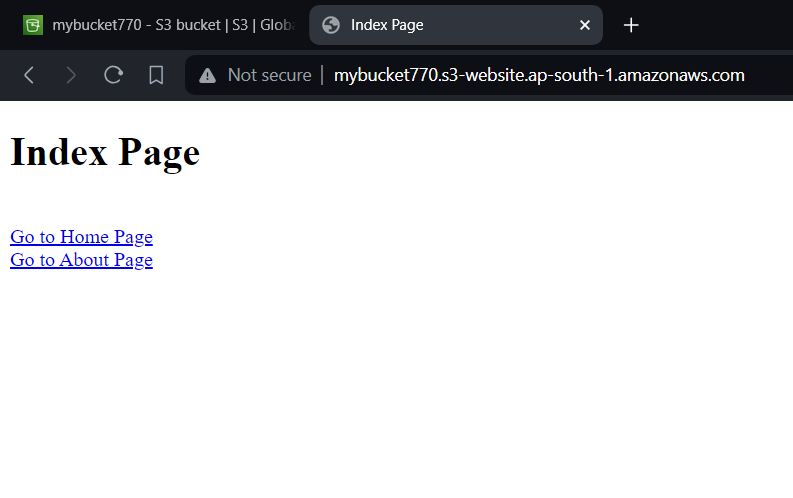 mybucket770 - S3 bucket | S3 | Glob
Index Page
Not secure | mybucket770.s3-website.ap-south-1.amazonaws.com
Index Page
Go to Home Page
Go to About Page